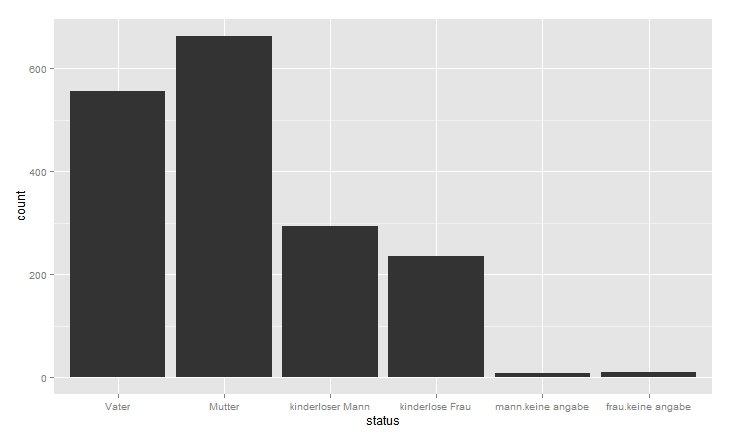 count
600
400
200
0
Vater Mutter kinderloser Mann kinderlose Frau mann.keine angabe frau.keine angabe
status